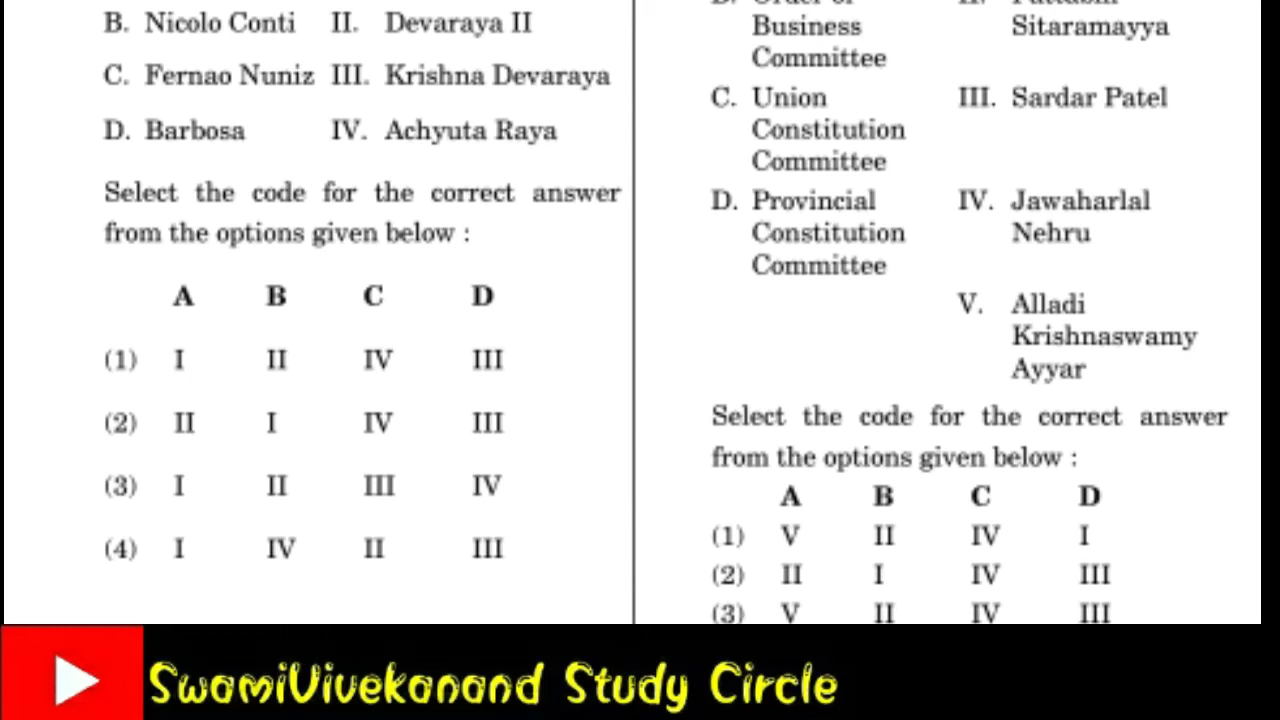 B. Nicolo Conti II. Devaraya II
C. Fernao Nuniz III. Krishna Devaraya
D. Barbosa IV. Achyuta Raya
Select the code for the correct answer
from the options given below :
A B C D
(1) I II IV III
(2) II I IV III
(3) I II III IV
(4) I IV II III
Business Sitaramayya
Committee
C. Union III. Sardar Patel
Constitution
Committee
D. Provincial IV. Jawaharlal
Constitution Nehru
Committee
V. Alladi
Krishnaswamy
Ayyar
Select the code for the correct answer
from the options given below :
A B C D
(1) V II IV I
(2) II I IV III
(3) V II IV III
SwamiVivekanand Study Circle